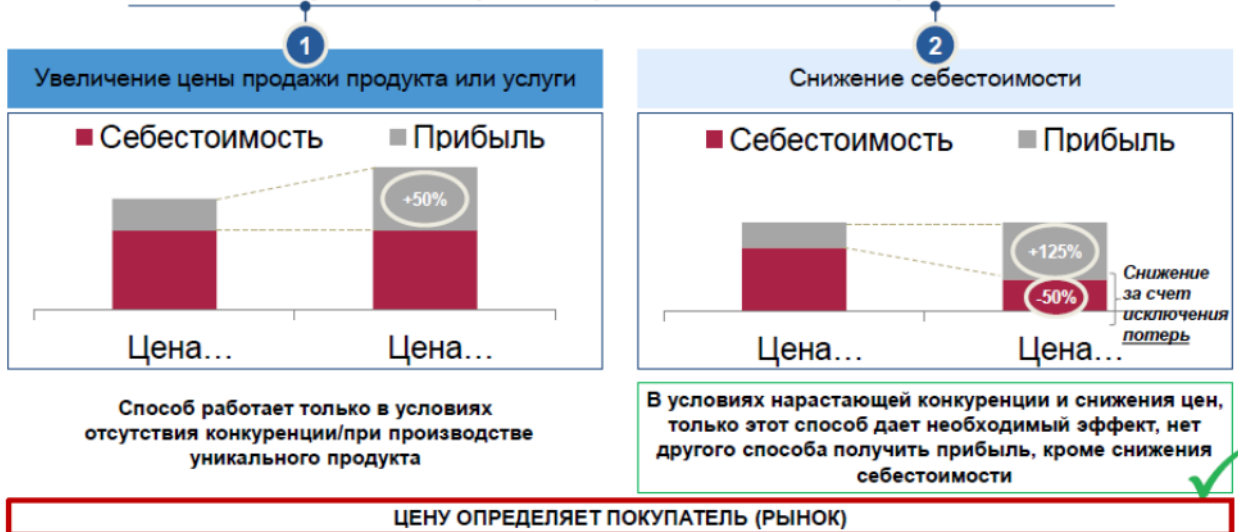 1
Увеличение цены продажи продукта или услуги
Себестоимость Прибыль
+50%
Цена... Цена...
Способ работает только в условиях
отсутствия конкуренции/при производстве
уникального продукта
2
Снижение себестоимости
Себестоимость Прибыль
+125%
-50%
Снижение
за счет
исключения
потерь
Цена... Цена...
В условиях нарастающей конкуренции и снижения цен,
только этот способ дает необходимый эффект, нет
другого способа получить прибыль, кроме снижения
себестоимости
ЦЕНУ ОПРЕДЕЛЯЕТ ПОКУПАТЕЛЬ (РЫНОК)